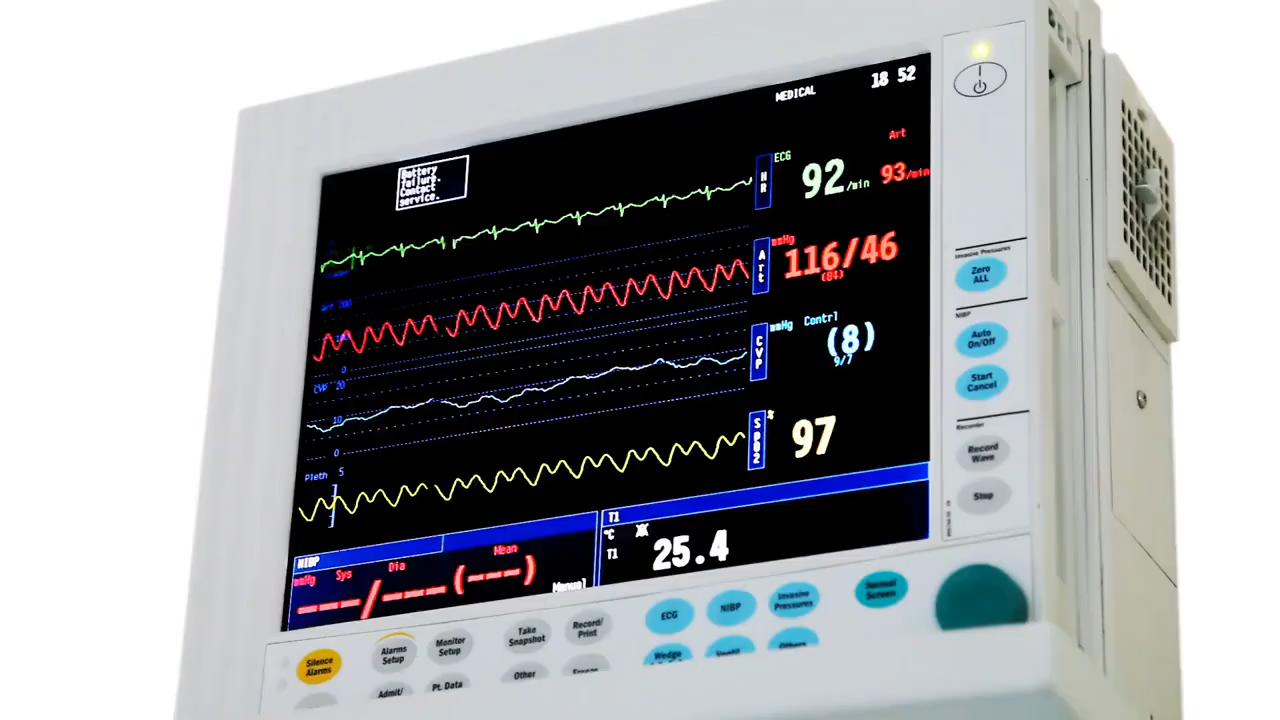 18 52
MEDICAL
Battery
failure.
Contact
service.
ECG
HR
92/min
Art
93/min
Art 200
100
0
Art
mmHg
116/46
(84)
CVP 20
10
0
CVP
mmHg Contrl
(8)
9/7
Pleth 5
SpO2
%
97
NIBP
mmHg Sys Dia Mean
---/---(---)
Manual
T1
°C
T1 25.4
Invasive Pressures
Zero
ALL
NIBP
Auto
On/Off
Start
Cancel
Recorder
Record
Wave
Stop
Silence
Alarms
Alarms
Setup
Monitor
Setup
Take
Snapshot
Record/
Print
ECG
NIBP
Invasive
Pressures
Normal
Screen
Admit/
Pt. Data
Other
Wedge
Others